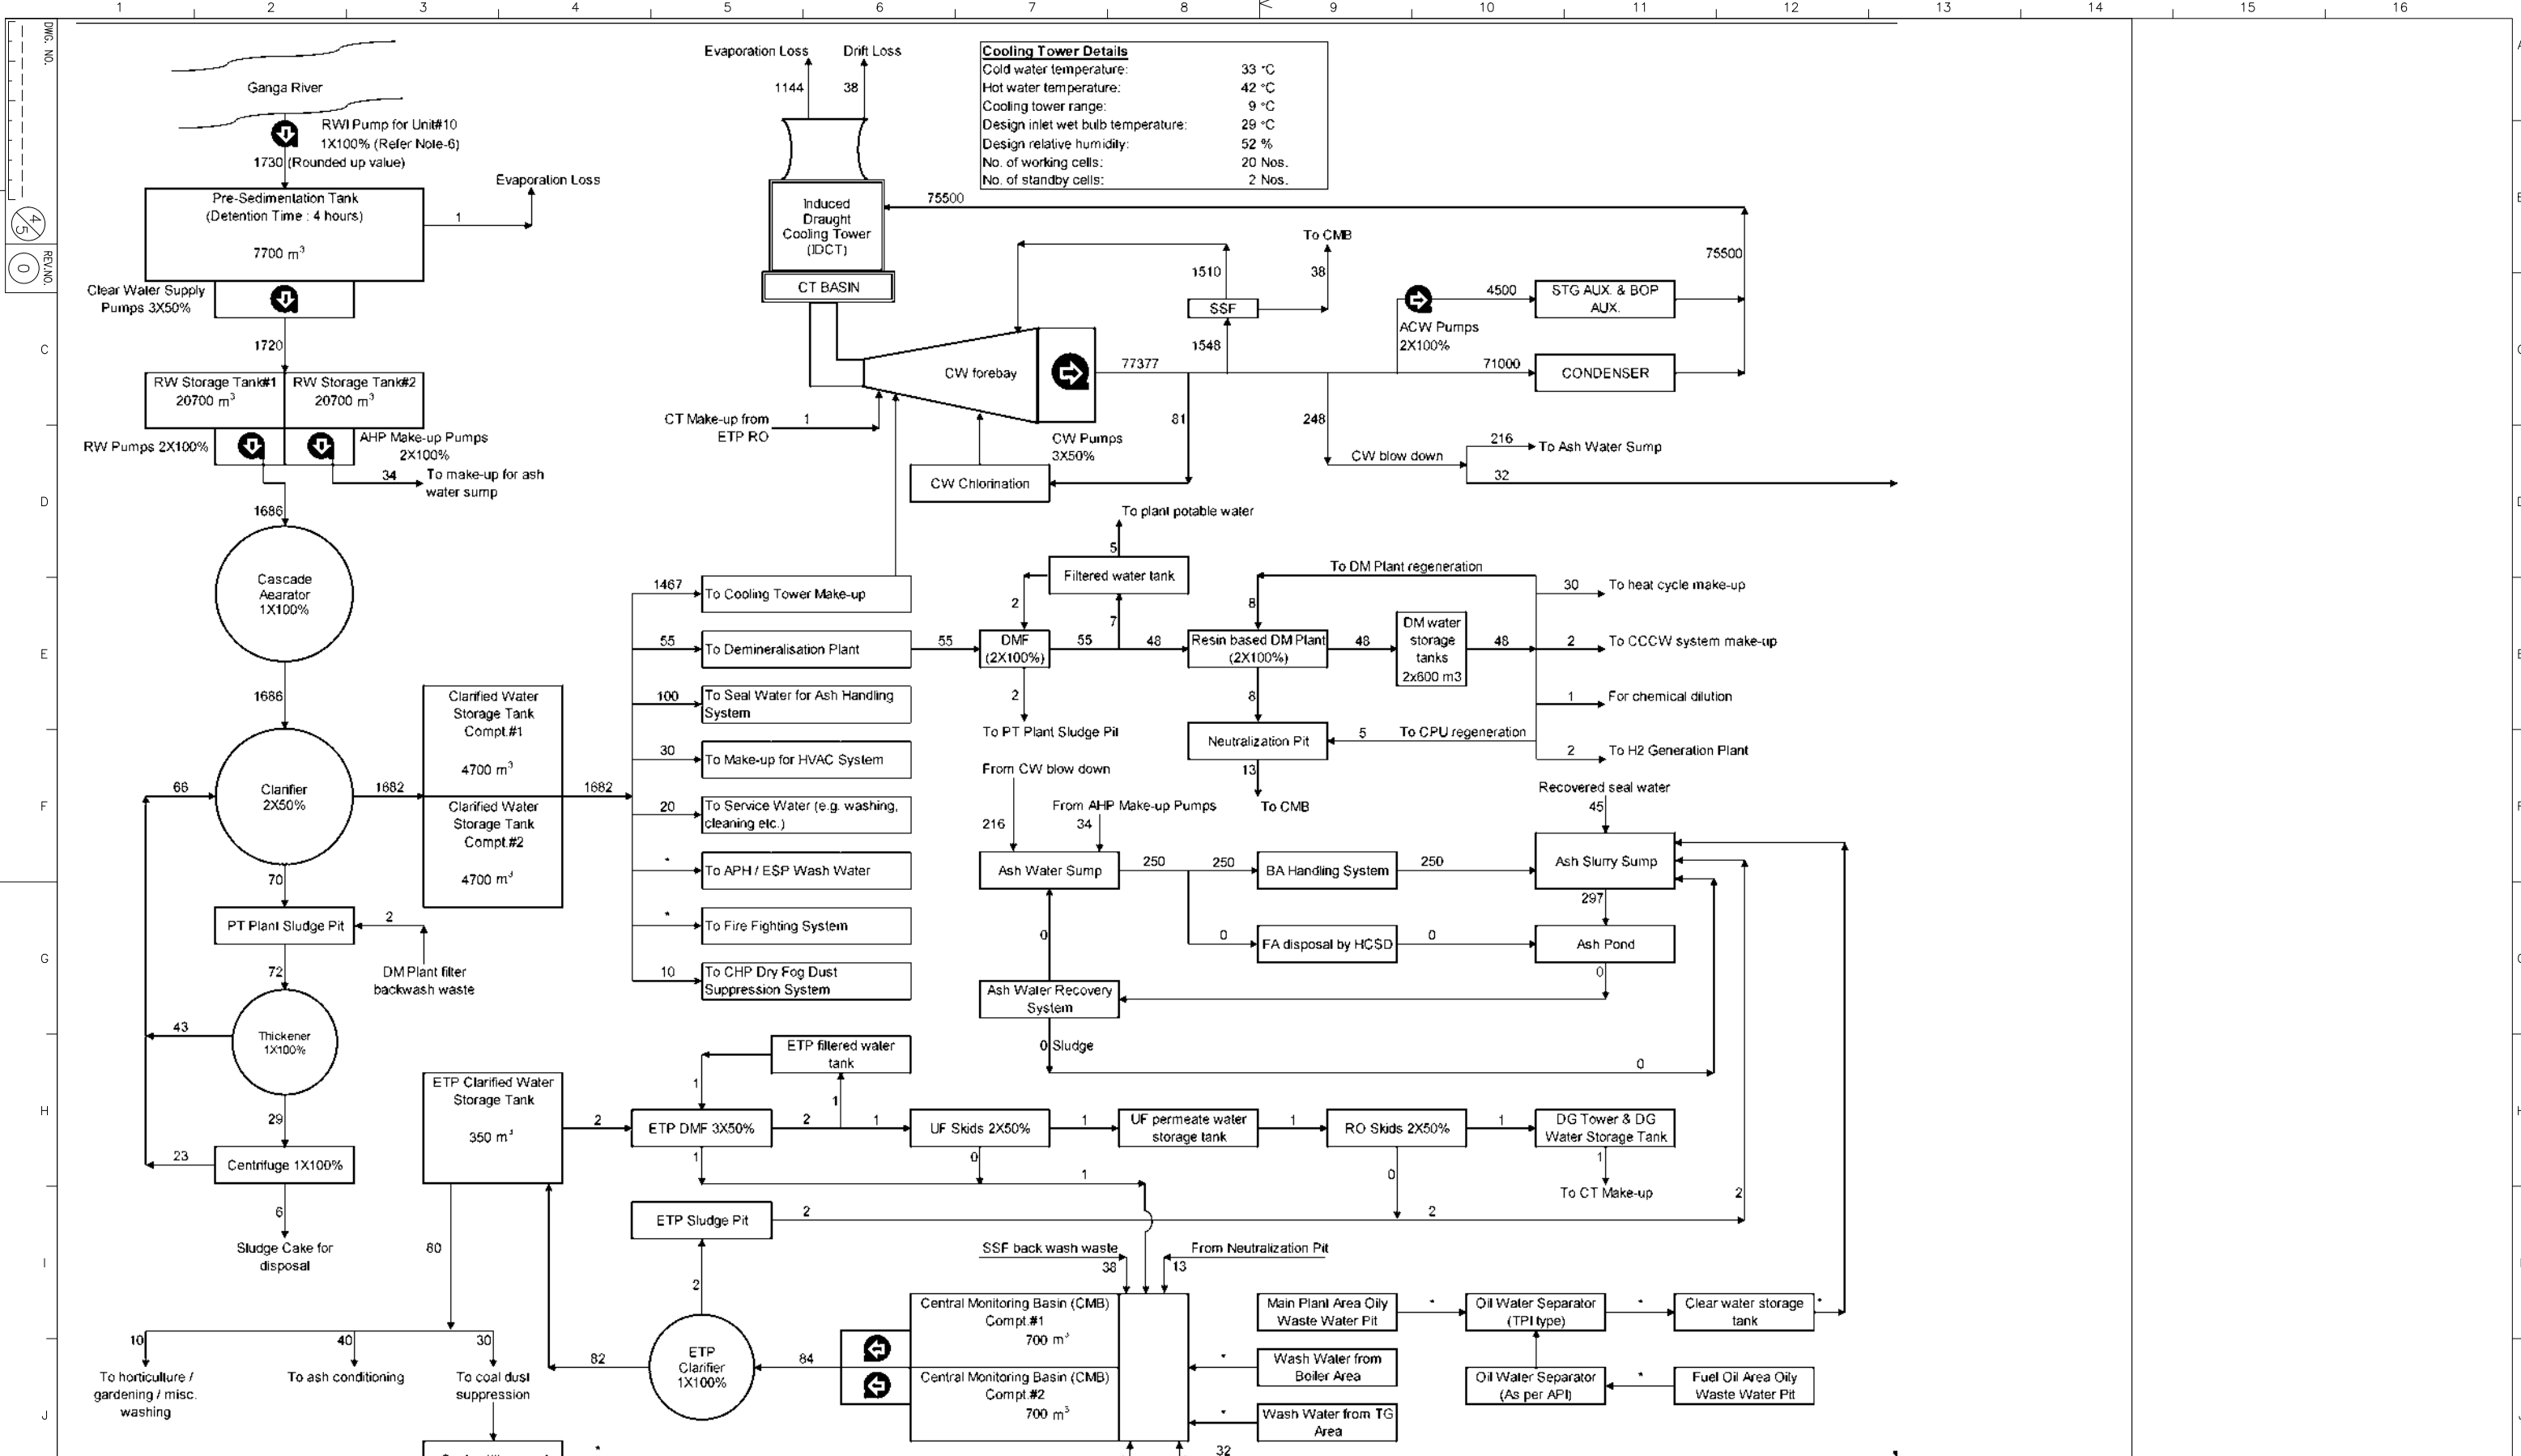 1 2 3 4 5 6 7 8 9 10 11 12 13 14 15 16
DWG. NO.
4/5
REV.NO.
0
C
D
E
F
G
H
I
J
Ganga River
RWI Pump for Unit#10
1X100% (Refer Note-6)
1730 (Rounded up value)
Pre-Sedimentation Tank
(Detention Time : 4 hours)
7700 m³
1
Evaporation Loss
Clear Water Supply
Pumps 3X50%
1720
RW Storage Tank#1
20700 m³
RW Storage Tank#2
20700 m³
RW Pumps 2X100%
AHP Make-up Pumps
2X100%
34
To make-up for ash
water sump
1686
Cascade
Aearator
1X100%
1686
Clarifier
2X50%
66
1682
70
PT Plant Sludge Pit
2
DM Plant filter
backwash waste
72
Thickener
1X100%
43
29
Centrifuge 1X100%
23
6
Sludge Cake for
disposal
Clarified Water
Storage Tank
Compt.#1
4700 m³
Clarified Water
Storage Tank
Compt.#2
4700 m³
1682
1467
To Cooling Tower Make-up
55
To Demineralisation Plant
100
To Seal Water for Ash Handling
System
30
To Make-up for HVAC System
20
To Service Water (e.g. washing,
cleaning etc.)
*
To APH / ESP Wash Water
*
To Fire Fighting System
10
To CHP Dry Fog Dust
Suppression System
Evaporation Loss
Drift Loss
1144
38
Induced
Draught
Cooling Tower
(IDCT)
CT BASIN
Cooling Tower Details
Cold water temperature: 33 °C
Hot water temperature: 42 °C
Cooling tower range: 9 °C
Design inlet wet bulb temperature: 29 °C
Design relative humidity: 52 %
No. of working cells: 20 Nos.
No. of standby cells: 2 Nos.
75500
75500
To CMB
1510
38
SSF
1548
4500
STG AUX. & BOP
AUX.
ACW Pumps
2X100%
CW forebay
77377
71000
CONDENSER
CT Make-up from
ETP RO
1
CW Pumps
3X50%
81
248
CW Chlorination
CW blow down
216
To Ash Water Sump
32
To plant potable water
5
Filtered water tank
2
7
55
DMF
(2X100%)
55
48
Resin based DM Plant
(2X100%)
48
DM water
storage
tanks
2x600 m3
48
To DM Plant regeneration
8
30
To heat cycle make-up
2
To CCCW system make-up
1
For chemical dilution
2
To H2 Generation Plant
2
To PT Plant Sludge Pit
8
Neutralization Pit
5
To CPU regeneration
13
To CMB
From CW blow down
216
From AHP Make-up Pumps
34
Recovered seal water
45
Ash Water Sump
250
250
BA Handling System
250
Ash Slurry Sump
297
0
FA disposal by HCSD
0
Ash Pond
0
0
Ash Water Recovery
System
0 Sludge
0
ETP Clarified Water
Storage Tank
350 m³
2
ETP filtered water
tank
1
1
ETP DMF 3X50%
2
1
UF Skids 2X50%
1
UF permeate water
storage tank
1
RO Skids 2X50%
1
DG Tower & DG
Water Storage Tank
1
To CT Make-up
1
0
1
0
2
ETP Sludge Pit
2
2
80
10
To horticulture /
gardening / misc.
washing
40
To ash conditioning
30
To coal dust
suppression
82
2
ETP
Clarifier
1X100%
84
SSF back wash waste
38
From Neutralization Pit
13
Central Monitoring Basin (CMB)
Compt.#1
700 m³
Central Monitoring Basin (CMB)
Compt.#2
700 m³
Main Plant Area Oily
Waste Water Pit
*
Oil Water Separator
(TPI type)
*
Clear water storage
tank
*
*
Wash Water from
Boiler Area
Oil Water Separator
(As per API)
*
Fuel Oil Area Oily
Waste Water Pit
*
Wash Water from TG
Area
32
*